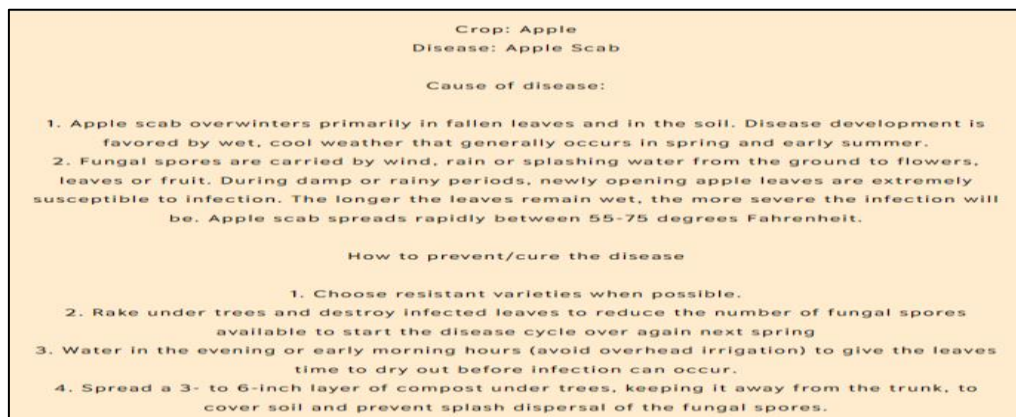 Crop: Apple
Disease: Apple Scab
Cause of disease:
1. Apple scab overwinters primarily in fallen leaves and in the soil. Disease development is
favored by wet, cool weather that generally occurs in spring and early summer.
2. Fungal spores are carried by wind, rain or splashing water from the ground to flowers,
leaves or fruit. During damp or rainy periods, newly opening apple leaves are extremely
susceptible to infection. The longer the leaves remain wet, the more severe the infection will
be. Apple scab spreads rapidly between 55-75 degrees Fahrenheit.
How to prevent/cure the disease
1. Choose resistant varieties when possible.
2. Rake under trees and destroy infected leaves to reduce the number of fungal spores
available to start the disease cycle over again next spring
3. Water in the evening or early morning hours (avoid overhead irrigation) to give the leaves
time to dry out before infection can occur.
4. Spread a 3- to 6-inch layer of compost under trees, keeping it away from the trunk, to
cover soil and prevent splash dispersal of the fungal spores.